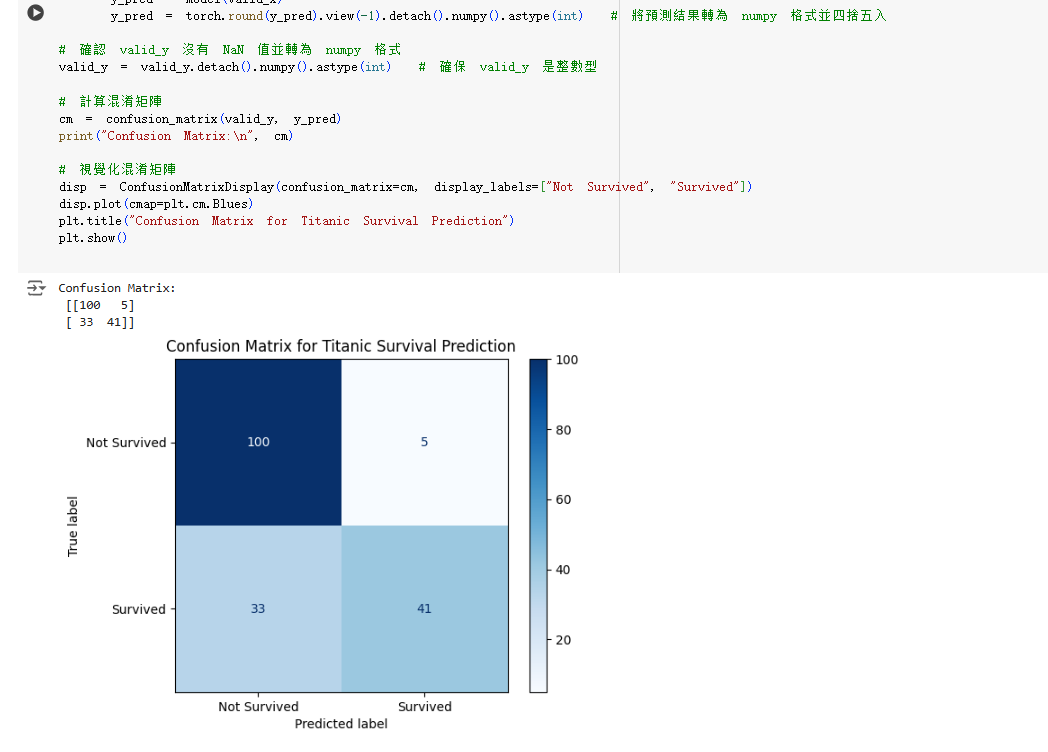 y_pred = model(valid_x)
y_pred = torch.round(y_pred).view(-1).detach().numpy().astype(int) # 將預測結果轉為 numpy 格式並四捨五入
# 確認 valid_y 沒有 NaN 值並轉為 numpy 格式
valid_y = valid_y.detach().numpy().astype(int) # 確保 valid_y 是整數型
# 計算混淆矩陣
cm = confusion_matrix(valid_y, y_pred)
print("Confusion Matrix:\n", cm)
# 視覺化混淆矩陣
disp = ConfusionMatrixDisplay(confusion_matrix=cm, display_labels=["Not Survived", "Survived"])
disp.plot(cmap=plt.cm.Blues)
plt.title("Confusion Matrix for Titanic Survival Prediction")
plt.show()
Confusion Matrix:
[[100 5]
[ 33 41]]
Confusion Matrix for Titanic Survival Prediction
100
80
60
40
20
Not Survived
100 5
True label
Survived
33 41
Not Survived Survived
Predicted label